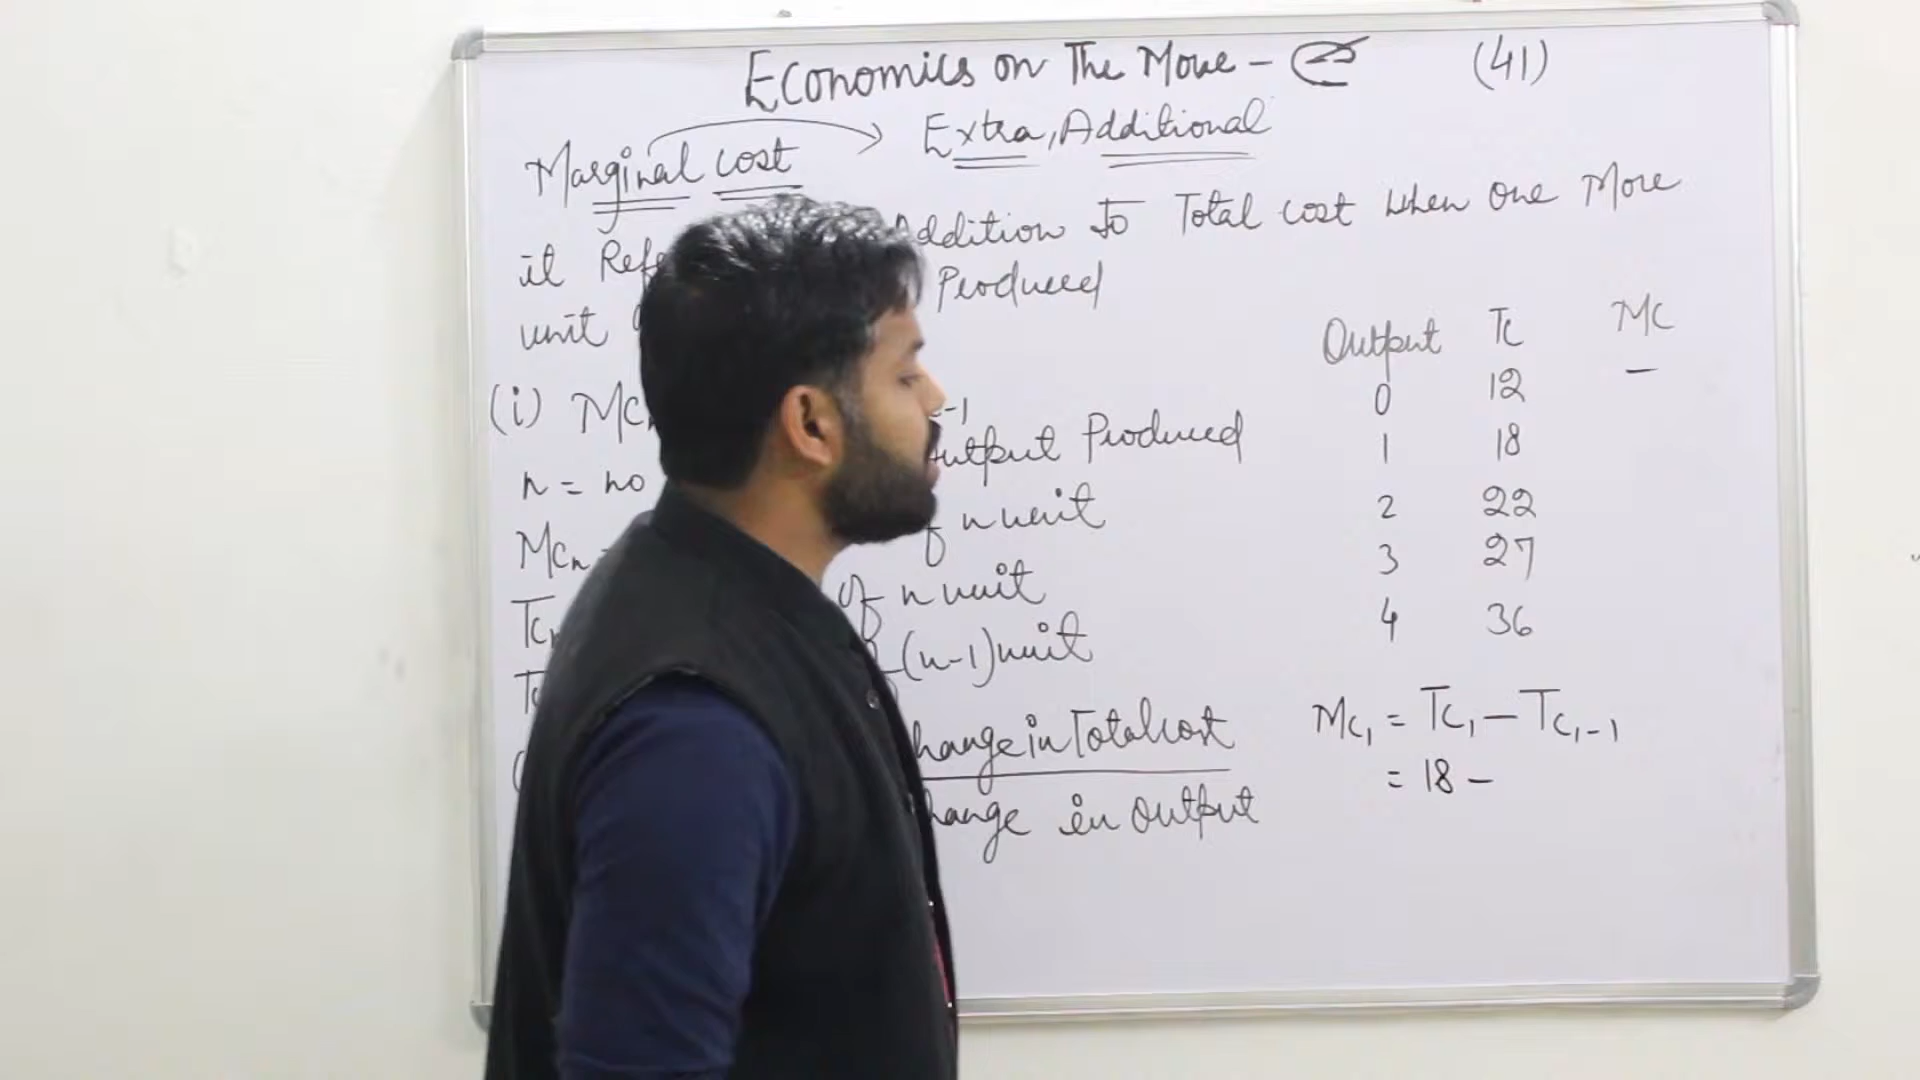 Economics on The Move - (41)
Marginal cost Extra, Additional
it Addition To Total cost when one More
unit Produced
Output Tc Mc
0 12 -
1 18
2 22
3 27
4 36
(i) Mc -1
n = no output Produced
Mcn of n unit
Tc of n unit
(n-1) unit
change in Total cost
change in output
Mc1 = Tc1 - Tc1-1
= 18 -